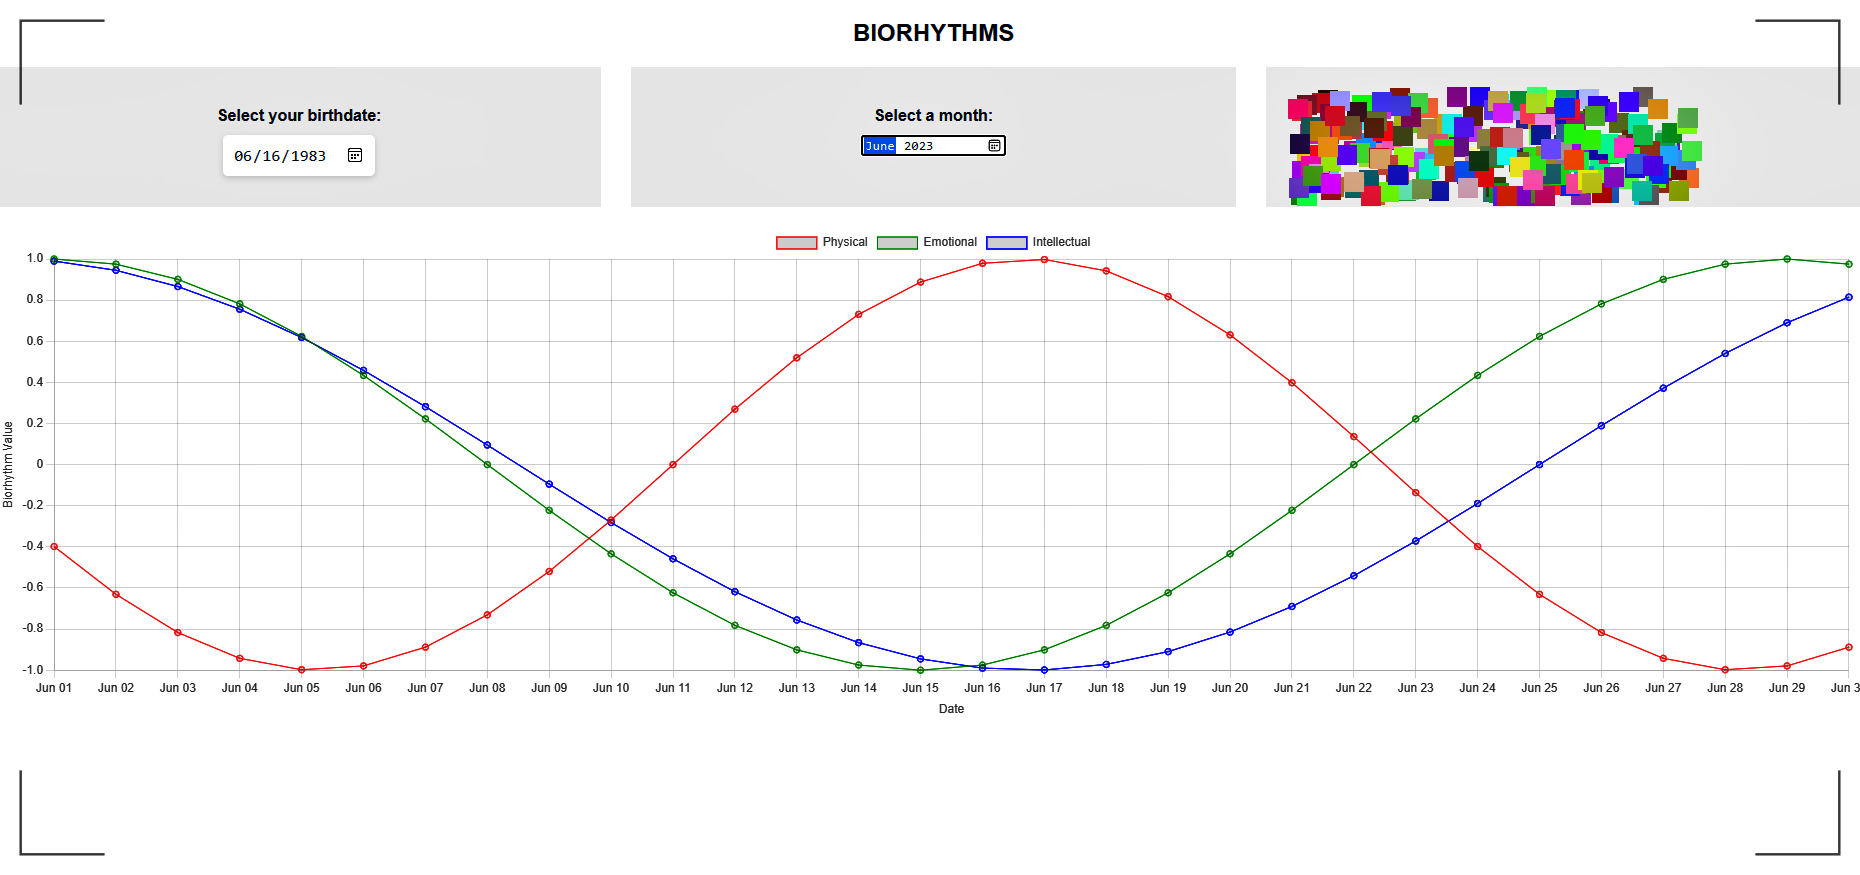 BIORHYTHMS
Select your birthdate:
06/16/1983
Select a month:
June 2023
Physical Emotional Intellectual
1.0
0.8
0.6
0.4
0.2
0
-0.2
-0.4
-0.6
-0.8
-1.0
Biorhythm Value
Jun 01 Jun 02 Jun 03 Jun 04 Jun 05 Jun 06 Jun 07 Jun 08 Jun 09 Jun 10 Jun 11 Jun 12 Jun 13 Jun 14 Jun 15 Jun 16 Jun 17 Jun 18 Jun 19 Jun 20 Jun 21 Jun 22 Jun 23 Jun 24 Jun 25 Jun 26 Jun 27 Jun 28 Jun 29 Jun 3
Date